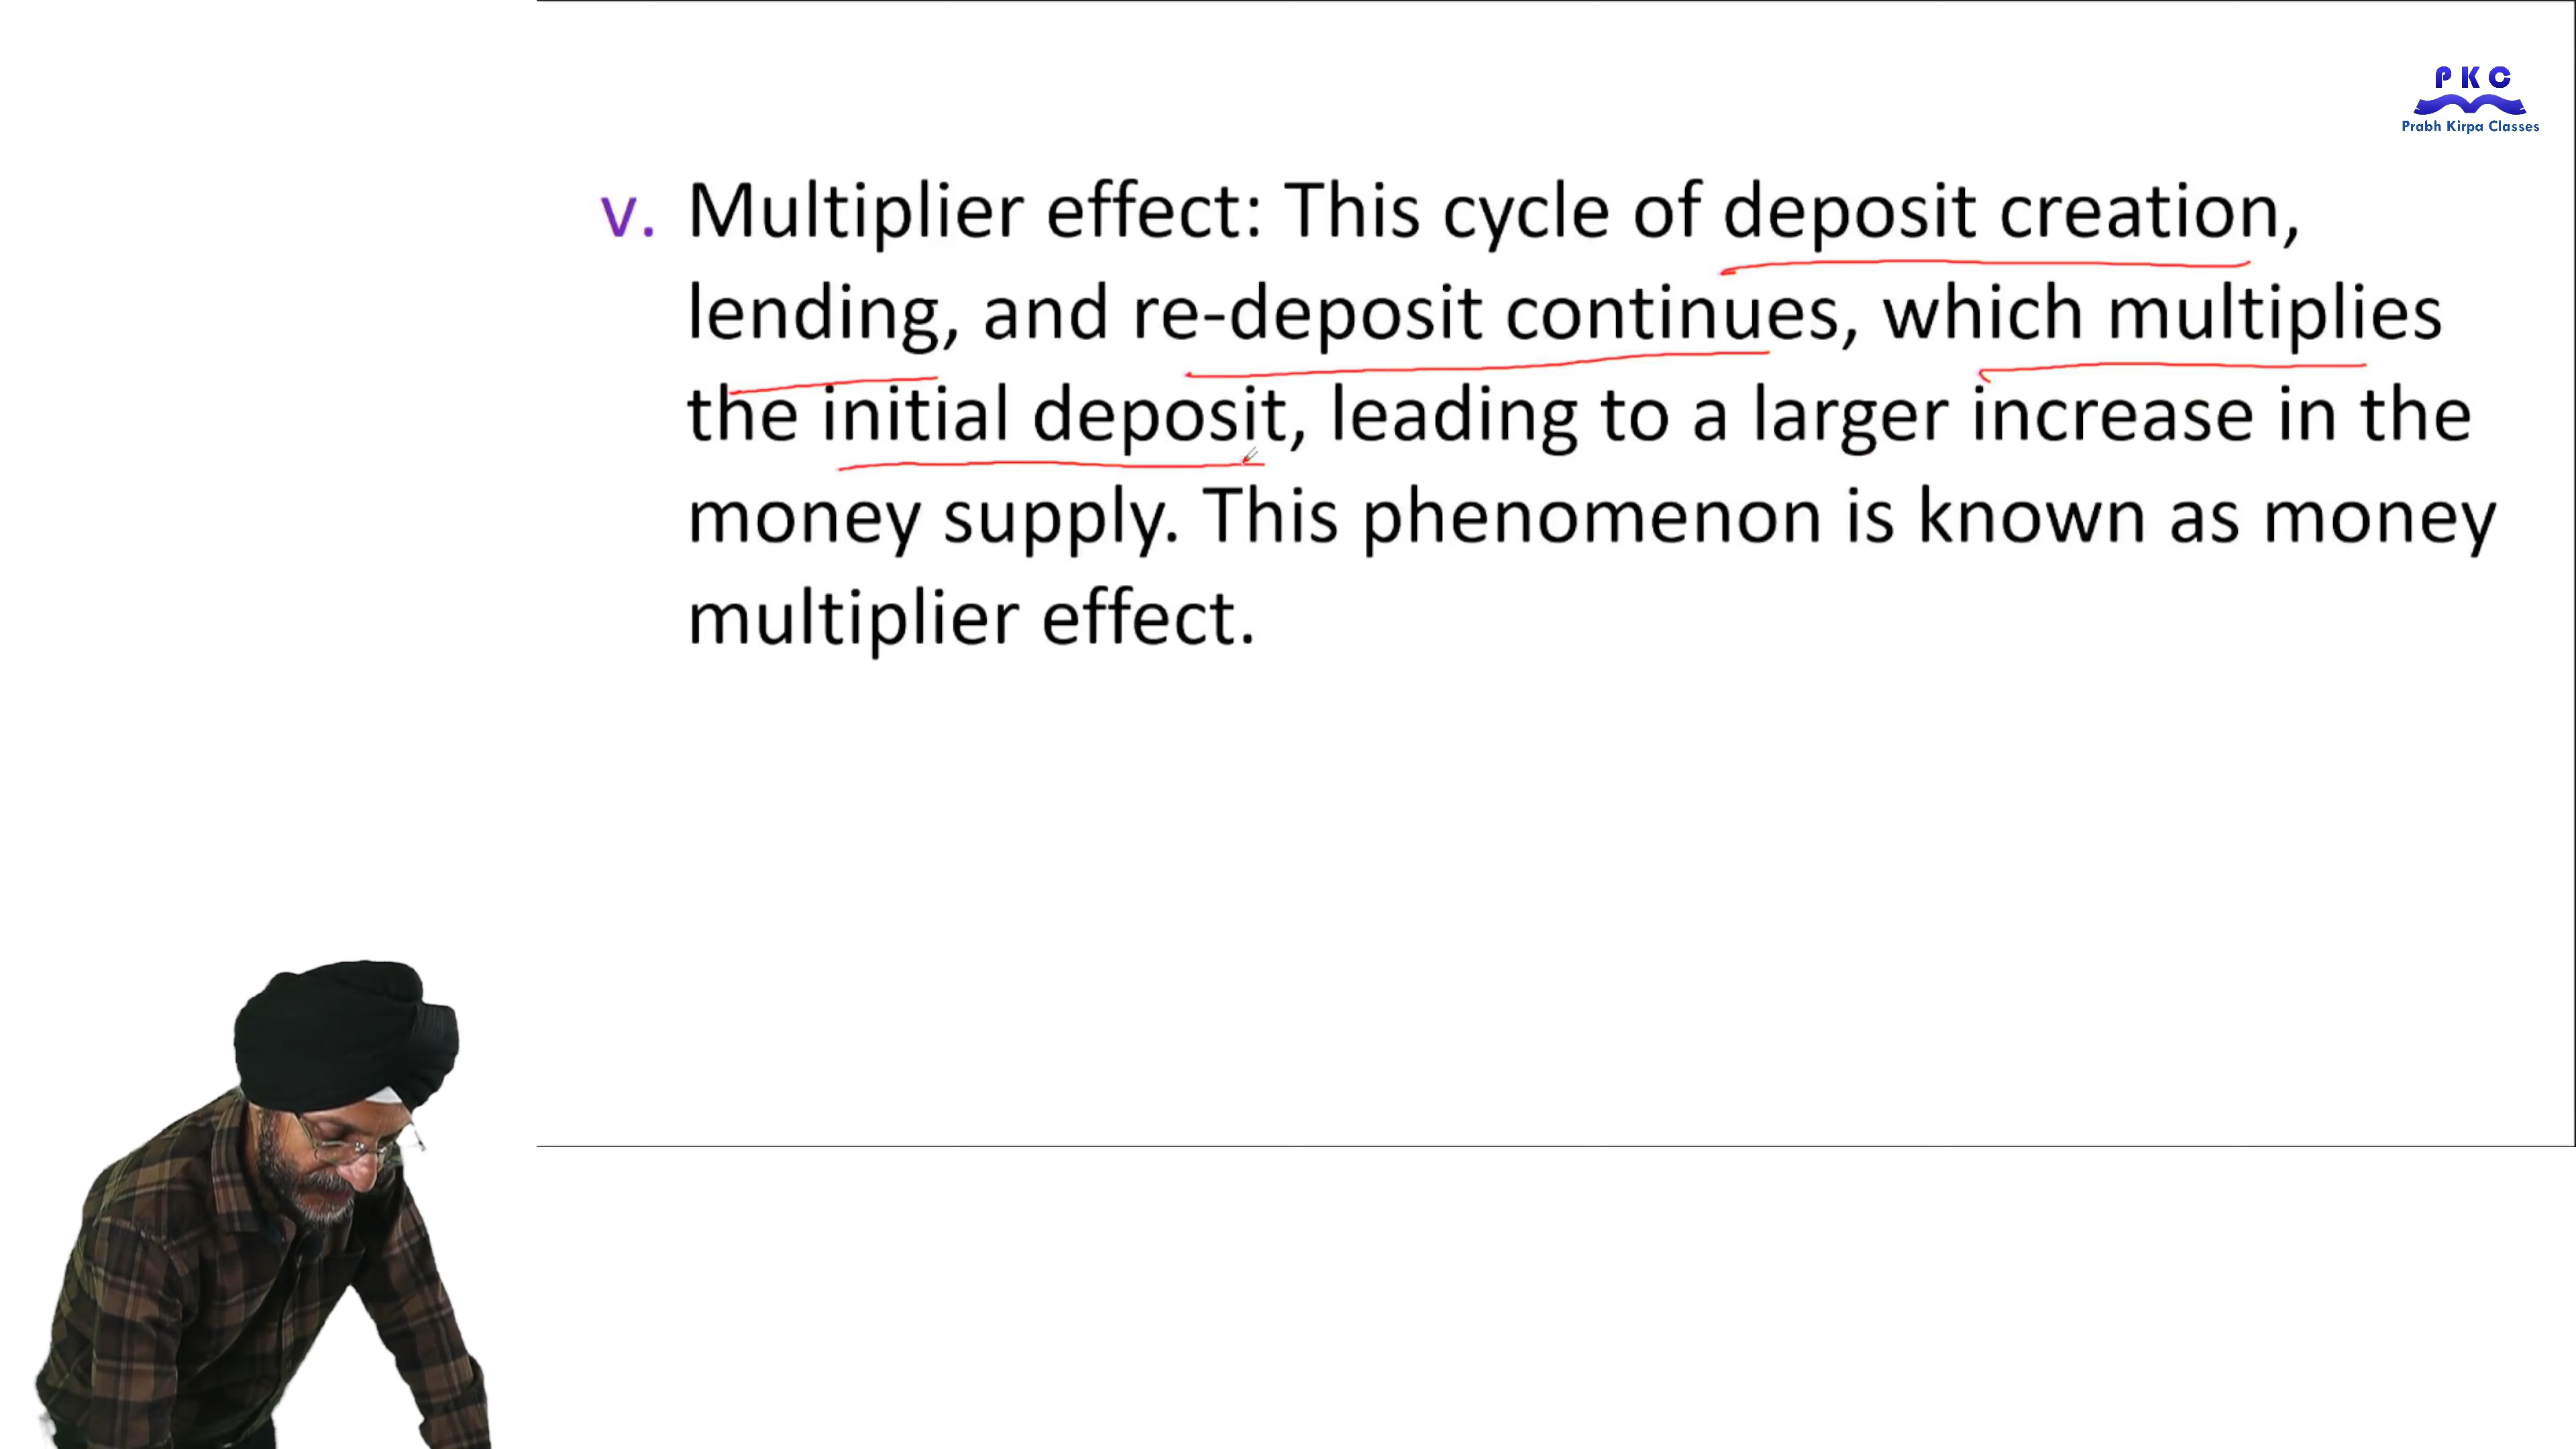 P K C
Prabh Kirpa Classes
v. Multiplier effect: This cycle of deposit creation,
lending, and re-deposit continues, which multiplies
the initial deposit, leading to a larger increase in the
money supply. This phenomenon is known as money
multiplier effect.